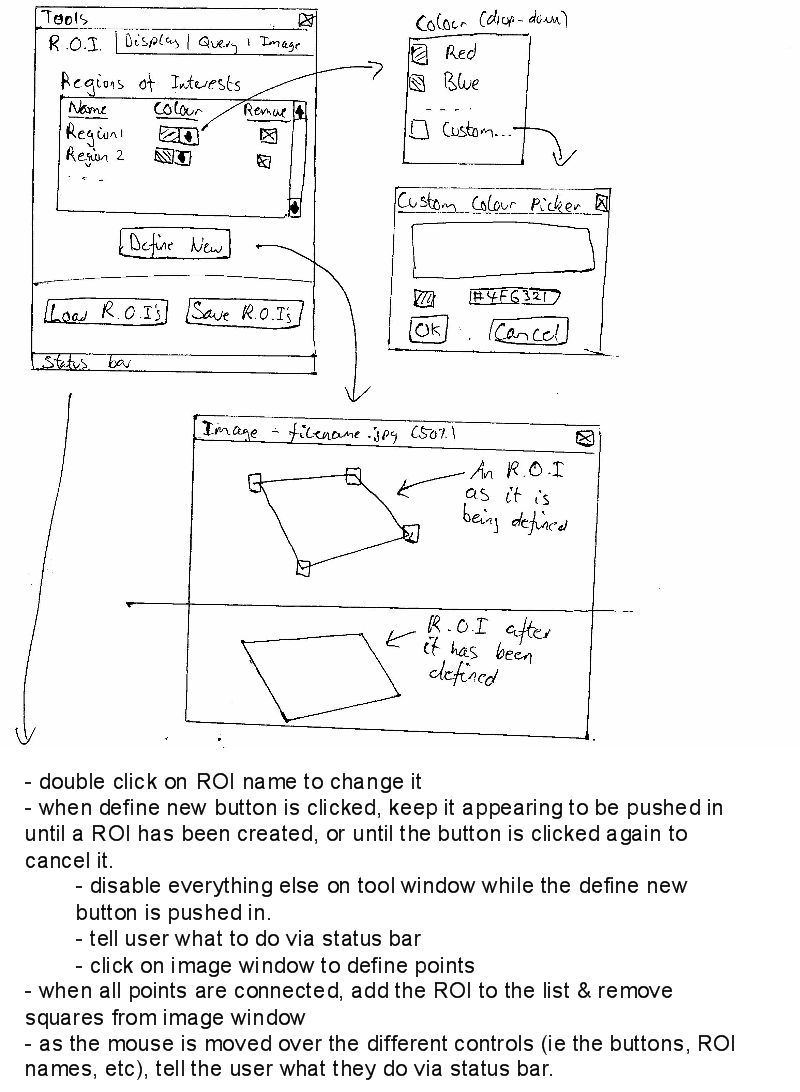 Tools
R.O.I. | Display | Query | Image
Regions of Interests
Name Colour Remove
Region1
Region 2
- - -
Define New
Load R.O.I's Save R.O.I's
Status bar
Colour (drop-down)
Red
Blue
- - - -
Custom...
Custom Colour Picker
#4F6321
OK Cancel
Image - filename.jpg (50%)
An R.O.I
as it is
being defined
R.O.I after
it has been
defined
- double click on ROI name to change it
- when define new button is clicked, keep it appearing to be pushed in
until a ROI has been created, or until the button is clicked again to
cancel it.
- disable everything else on tool window while the define new
button is pushed in.
- tell user what to do via status bar
- click on image window to define points
- when all points are connected, add the ROI to the list & remove
squares from image window
- as the mouse is moved over the different controls (ie the buttons, ROI
names, etc), tell the user what they do via status bar.